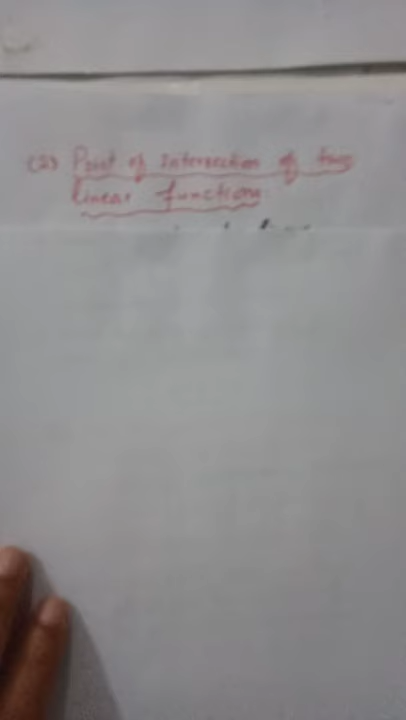 (2) Point of intersection of two
linear functions.